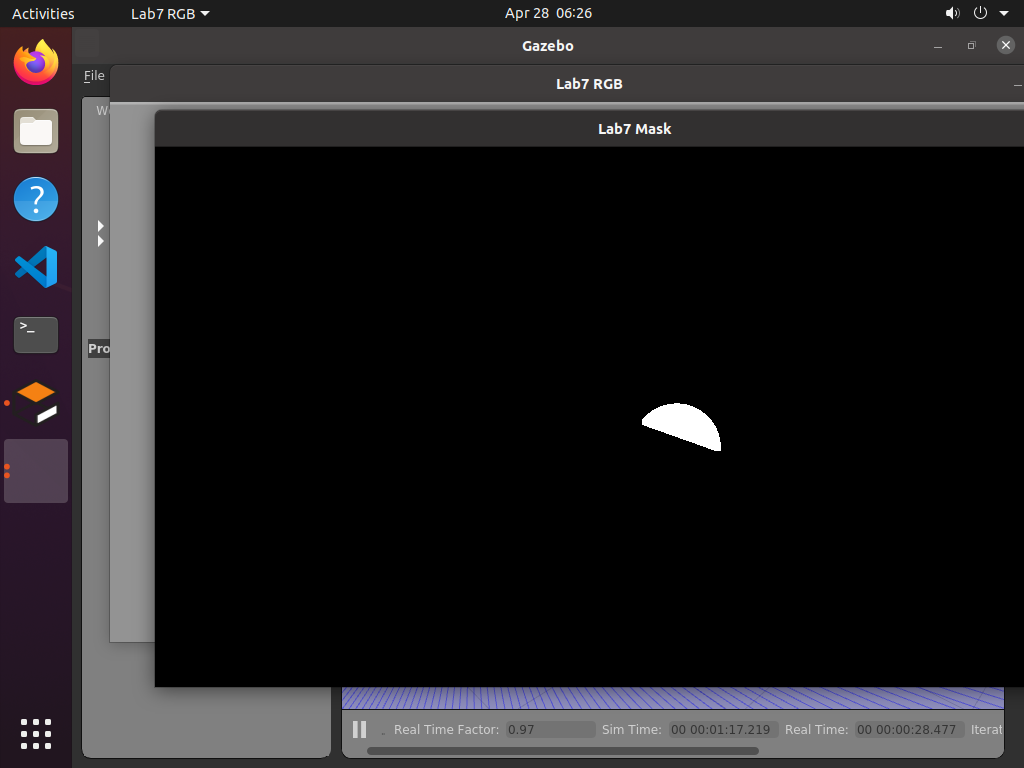 Activities Lab7 RGB Apr 28 06:26
Gazebo
File
Lab7 RGB
Lab7 Mask
Pro
Real Time Factor: 0.97 Sim Time: 00 00:01:17.219 Real Time: 00 00:00:28.477 Iterat